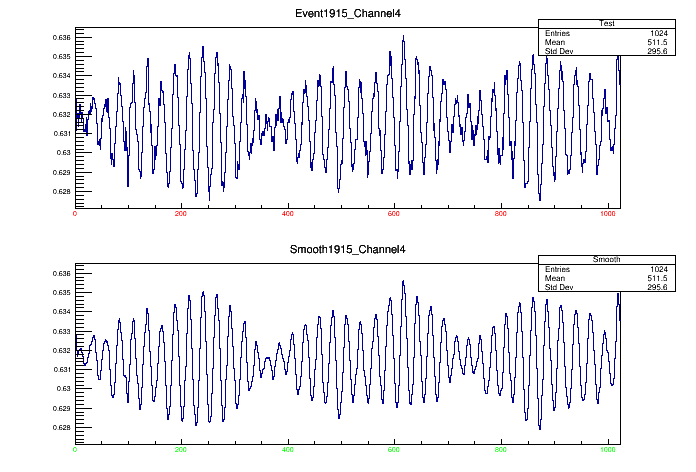 Event1915_Channel4
Test
Entries 1024
Mean 511.5
Std Dev 295.6
0.636
0.635
0.634
0.633
0.632
0.631
0.63
0.629
0.628
0 200 400 600 800 1000
Smooth1915_Channel4
Smooth
Entries 1024
Mean 511.5
Std Dev 295.6
0.636
0.635
0.634
0.633
0.632
0.631
0.63
0.629
0.628
0 200 400 600 800 1000